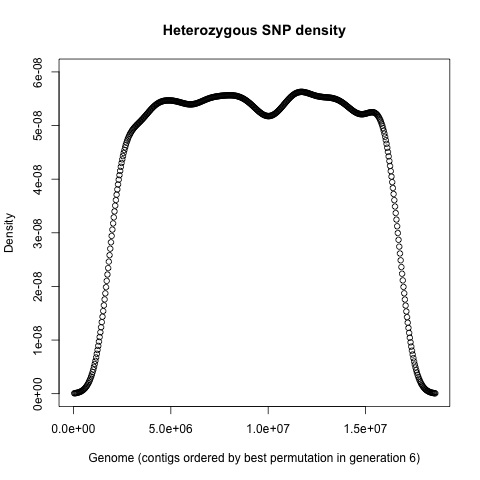 Heterozygous SNP density
6e-08
5e-08
4e-08
3e-08
2e-08
1e-08
0e+00
Density
0.0e+00 5.0e+06 1.0e+07 1.5e+07
Genome (contigs ordered by best permutation in generation 6)